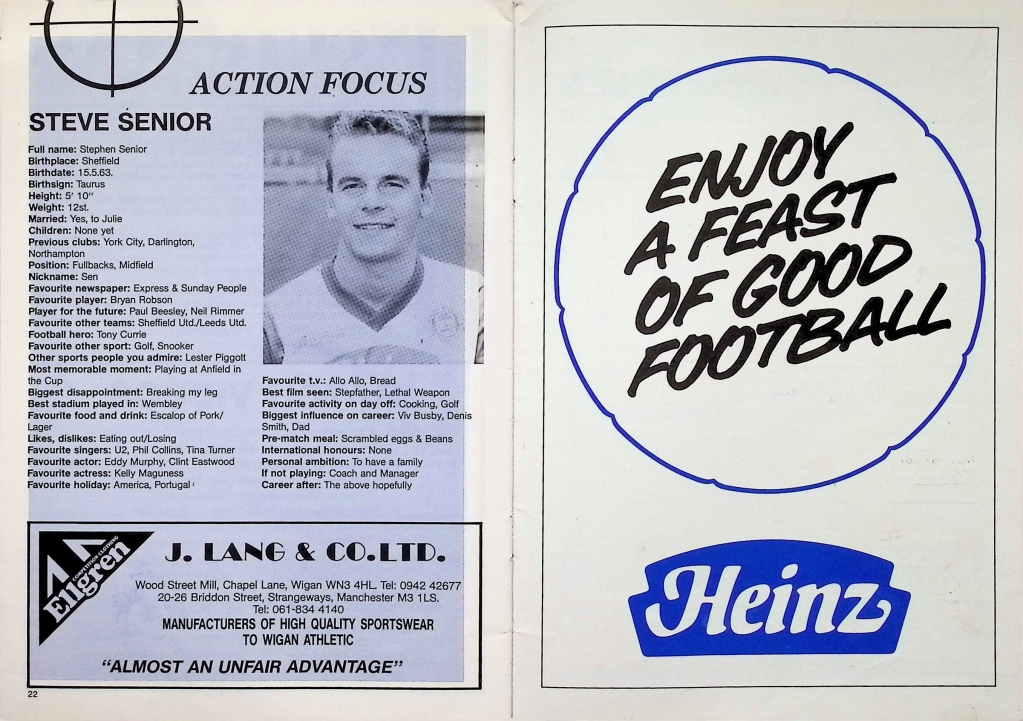 ACTION FOCUS
STEVE SENIOR
Full name: Stephen Senior
Birthplace: Sheffield
Birthdate: 15.5.63.
Birthsign: Taurus
Height: 5' 10"
Weight: 12st.
Married: Yes, to Julie
Children: None yet
Previous clubs: York City, Darlington,
Northampton
Position: Fullbacks, Midfield
Nickname: Sen
Favourite newspaper: Express & Sunday People
Favourite player: Bryan Robson
Player for the future: Paul Beesley, Neil Rimmer
Favourite other teams: Sheffield Utd./Leeds Utd.
Football hero: Tony Currie
Favourite other sport: Golf, Snooker
Other sports people you admire: Lester Piggott
Most memorable moment: Playing at Anfield in
the Cup
Biggest disappointment: Breaking my leg
Best stadium played in: Wembley
Favourite food and drink: Escalop of Pork/
Lager
Likes, dislikes: Eating out/Losing
Favourite singers: U2, Phil Collins, Tina Turner
Favourite actor: Eddy Murphy, Clint Eastwood
Favourite actress: Kelly Maguness
Favourite holiday: America, Portugal
Favourite t.v.: Allo Allo, Bread
Best film seen: Stepfather, Lethal Weapon
Favourite activity on day off: Cooking, Golf
Biggest influence on career: Viv Busby, Denis
Smith, Dad
Pre-match meal: Scrambled eggs & Beans
International honours: None
Personal ambition: To have a family
If not playing: Coach and Manager
Career after: The above hopefully
COMPETITION CLOTHING
Ellgren
J. LANG & CO.LTD.
Wood Street Mill, Chapel Lane, Wigan WN3 4HL. Tel: 0942 42677
20-26 Briddon Street, Strangeways, Manchester M3 1LS.
Tel: 061-834 4140
MANUFACTURERS OF HIGH QUALITY SPORTSWEAR
TO WIGAN ATHLETIC
"ALMOST AN UNFAIR ADVANTAGE"
22
ENJOY
A FEAST
OF GOOD
FOOTBALL
Heinz